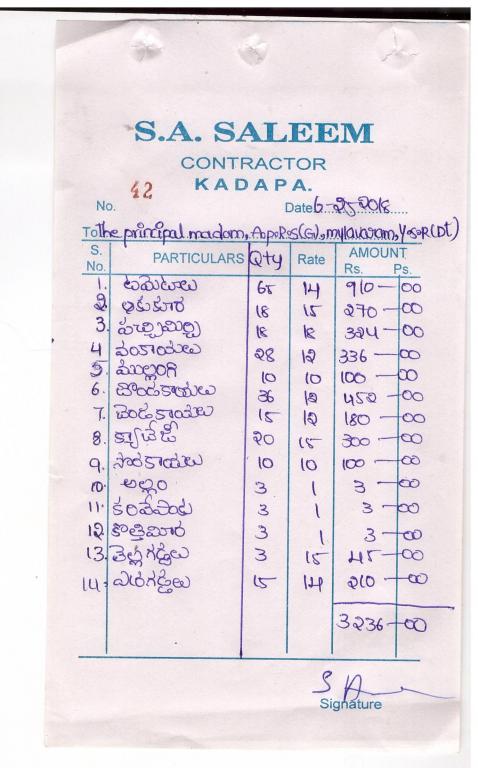 S.A. SALEEM
CONTRACTOR
KADAPA.
No. 42
Date 6-2-2018
To The principal madam, A.P.R.S(G), mylavaram, Y.S.R(Dt)
S. No. PARTICULARS Qty Rate AMOUNT Rs. Ps.
1. టమోటాలు 65 14 910-00
2. ఆకుకూర 18 15 270-00
3. పచ్చిమిర్చి 18 18 324-00
4 వంకాయలు 28 12 336-00
5. ముల్లంగి 10 10 100-00
6. దొండకాయలు 36 12 452-00
7. బెండకాయలు 15 12 180-00
8. క్యాబేజీ 20 15 300-00
9. సొరకాయలు 10 10 100-00
10. అల్లం 3 1 3-00
11. కరివేపాకు 3 1 3-00
12 కొత్తిమీర 3 1 3-00
13. తెల్లగడ్డలు 3 15 45-00
14. ఎర్రగడ్డలు 15 14 210-00
3236-00
Signature